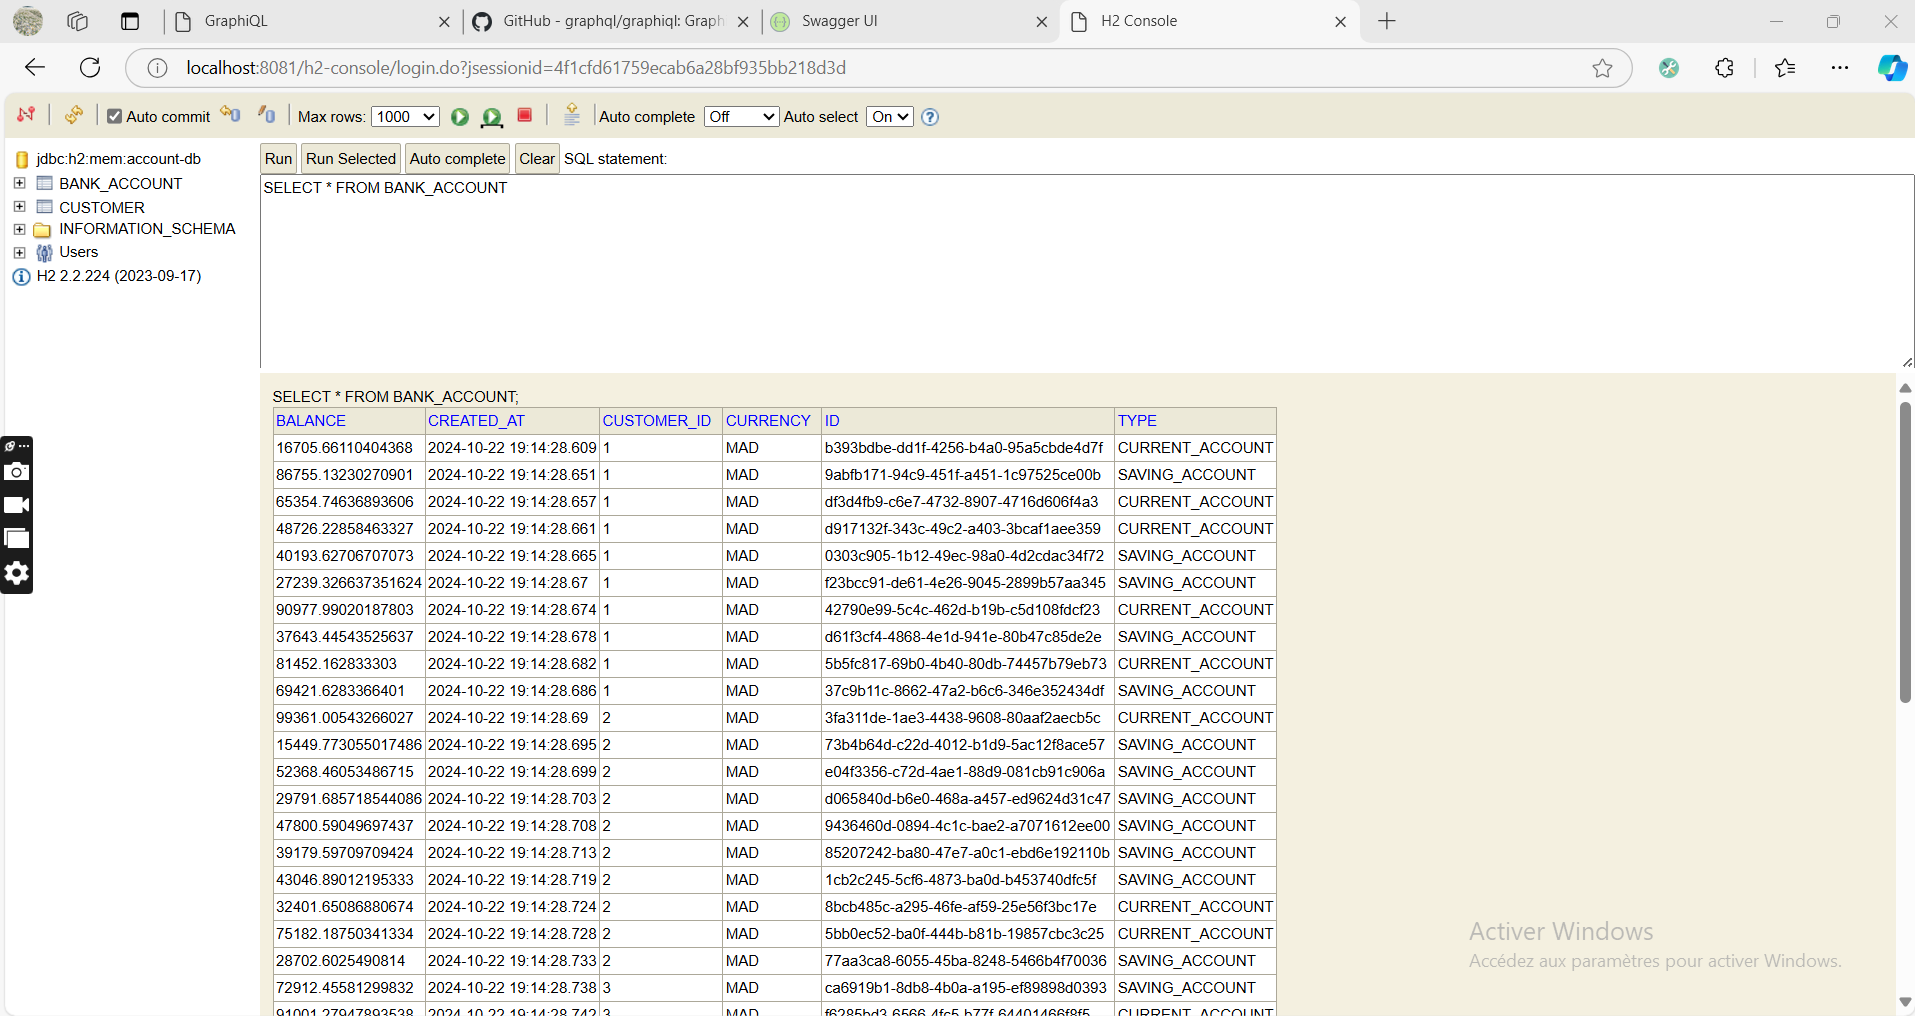 GraphiQL
GitHub - graphql/graphiql: Graph
Swagger UI
H2 Console
localhost:8081/h2-console/login.do?jsessionid=4f1cfd61759ecab6a28bf935bb218d3d
Auto commit Max rows: 1000 Auto complete Off Auto select On
jdbc:h2:mem:account-db
BANK_ACCOUNT
CUSTOMER
INFORMATION_SCHEMA
Users
H2 2.2.224 (2023-09-17)
Run Run Selected Auto complete Clear SQL statement:
SELECT * FROM BANK_ACCOUNT
SELECT * FROM BANK_ACCOUNT;
BALANCE CREATED_AT CUSTOMER_ID CURRENCY ID TYPE
16705.66110404368 2024-10-22 19:14:28.609 1 MAD b393bdbe-dd1f-4256-b4a0-95a5cbde4d7f CURRENT_ACCOUNT
86755.13230270901 2024-10-22 19:14:28.651 1 MAD 9abfb171-94c9-451f-a451-1c97525ce00b SAVING_ACCOUNT
65354.74636893606 2024-10-22 19:14:28.657 1 MAD df3d4fb9-c6e7-4732-8907-4716d606f4a3 CURRENT_ACCOUNT
48726.22858463327 2024-10-22 19:14:28.661 1 MAD d917132f-343c-49c2-a403-3bcaf1aee359 CURRENT_ACCOUNT
40193.62706707073 2024-10-22 19:14:28.665 1 MAD 0303c905-1b12-49ec-98a0-4d2cdac34f72 SAVING_ACCOUNT
27239.326637351624 2024-10-22 19:14:28.67 1 MAD f23bcc91-de61-4e26-9045-2899b57aa345 SAVING_ACCOUNT
90977.99020187803 2024-10-22 19:14:28.674 1 MAD 42790e99-5c4c-462d-b19b-c5d108fdcf23 CURRENT_ACCOUNT
37643.44543525637 2024-10-22 19:14:28.678 1 MAD d61f3cf4-4868-4e1d-941e-80b47c85de2e SAVING_ACCOUNT
81452.162833303 2024-10-22 19:14:28.682 1 MAD 5b5fc817-69b0-4b40-80db-74457b79eb73 CURRENT_ACCOUNT
69421.6283366401 2024-10-22 19:14:28.686 1 MAD 37c9b11c-8662-47a2-b6c6-346e352434df SAVING_ACCOUNT
99361.00543266027 2024-10-22 19:14:28.69 2 MAD 3fa311de-1ae3-4438-9608-80aaf2aecb5c CURRENT_ACCOUNT
15449.773055017486 2024-10-22 19:14:28.695 2 MAD 73b4b64d-c22d-4012-b1d9-5ac12f8ace57 SAVING_ACCOUNT
52368.46053486715 2024-10-22 19:14:28.699 2 MAD e04f3356-c72d-4ae1-88d9-081cb91c906a SAVING_ACCOUNT
29791.685718544086 2024-10-22 19:14:28.703 2 MAD d065840d-b6e0-468a-a457-ed9624d31c47 SAVING_ACCOUNT
47800.59049697437 2024-10-22 19:14:28.708 2 MAD 9436460d-0894-4c1c-bae2-a7071612ee00 SAVING_ACCOUNT
39179.59709709424 2024-10-22 19:14:28.713 2 MAD 85207242-ba80-47e7-a0c1-ebd6e192110b SAVING_ACCOUNT
43046.89012195333 2024-10-22 19:14:28.719 2 MAD 1cb2c245-5cf6-4873-ba0d-b453740dfc5f SAVING_ACCOUNT
32401.65086880674 2024-10-22 19:14:28.724 2 MAD 8bcb485c-a295-46fe-af59-25e56f3bc17e CURRENT_ACCOUNT
75182.18750341334 2024-10-22 19:14:28.728 2 MAD 5bb0ec52-ba0f-444b-b81b-19857cbc3c25 CURRENT_ACCOUNT
28702.6025490814 2024-10-22 19:14:28.733 2 MAD 77aa3ca8-6055-45ba-8248-5466b4f70036 SAVING_ACCOUNT
72912.45581299832 2024-10-22 19:14:28.738 3 MAD ca6919b1-8db8-4b0a-a195-ef89898d0393 SAVING_ACCOUNT
91001.27947893538 2024-10-22 19:14:28.742 3 MAD f6285bd3-6566-4fc5-b77f-64401466f8f5 CURRENT_ACCOUNT
Activer Windows
Accédez aux paramètres pour activer Windows.